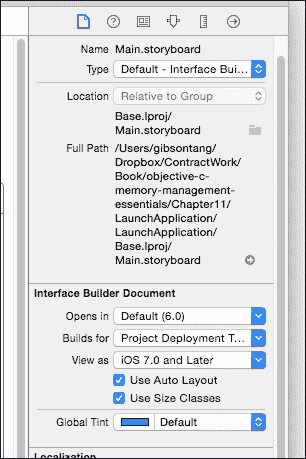 Name Main.storyboard
Type Default - Interface Bui...
Location Relative to Group
Base.lproj/
Main.storyboard
Full Path /Users/gibsontang/
Dropbox/ContractWork/
Book/objective-c-
memory-management-
essentials/Chapter11/
LaunchApplication/
LaunchApplication/
Base.lproj/
Main.storyboard
Interface Builder Document
Opens in Default (6.0)
Builds for Project Deployment T...
View as iOS 7.0 and Later
Use Auto Layout
Use Size Classes
Global Tint Default
Localization